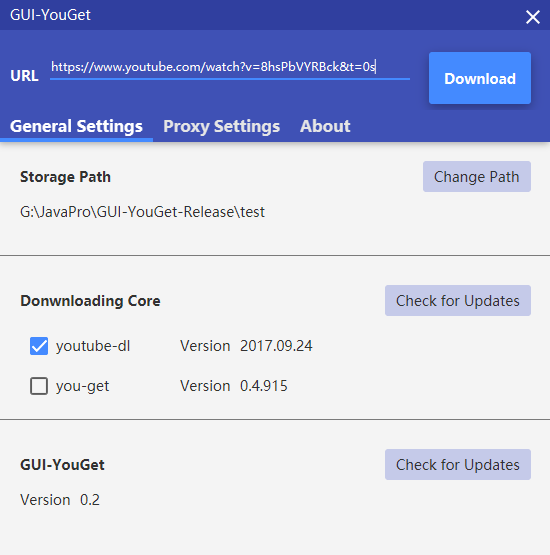 GUI-YouGet
URL https://www.youtube.com/watch?v=8hsPbVYRBck&t=0s Download
General Settings Proxy Settings About
Storage Path Change Path
G:\JavaPro\GUI-YouGet-Release\test
Donwnloading Core Check for Updates
youtube-dl Version 2017.09.24
you-get Version 0.4.915
GUI-YouGet Check for Updates
Version 0.2